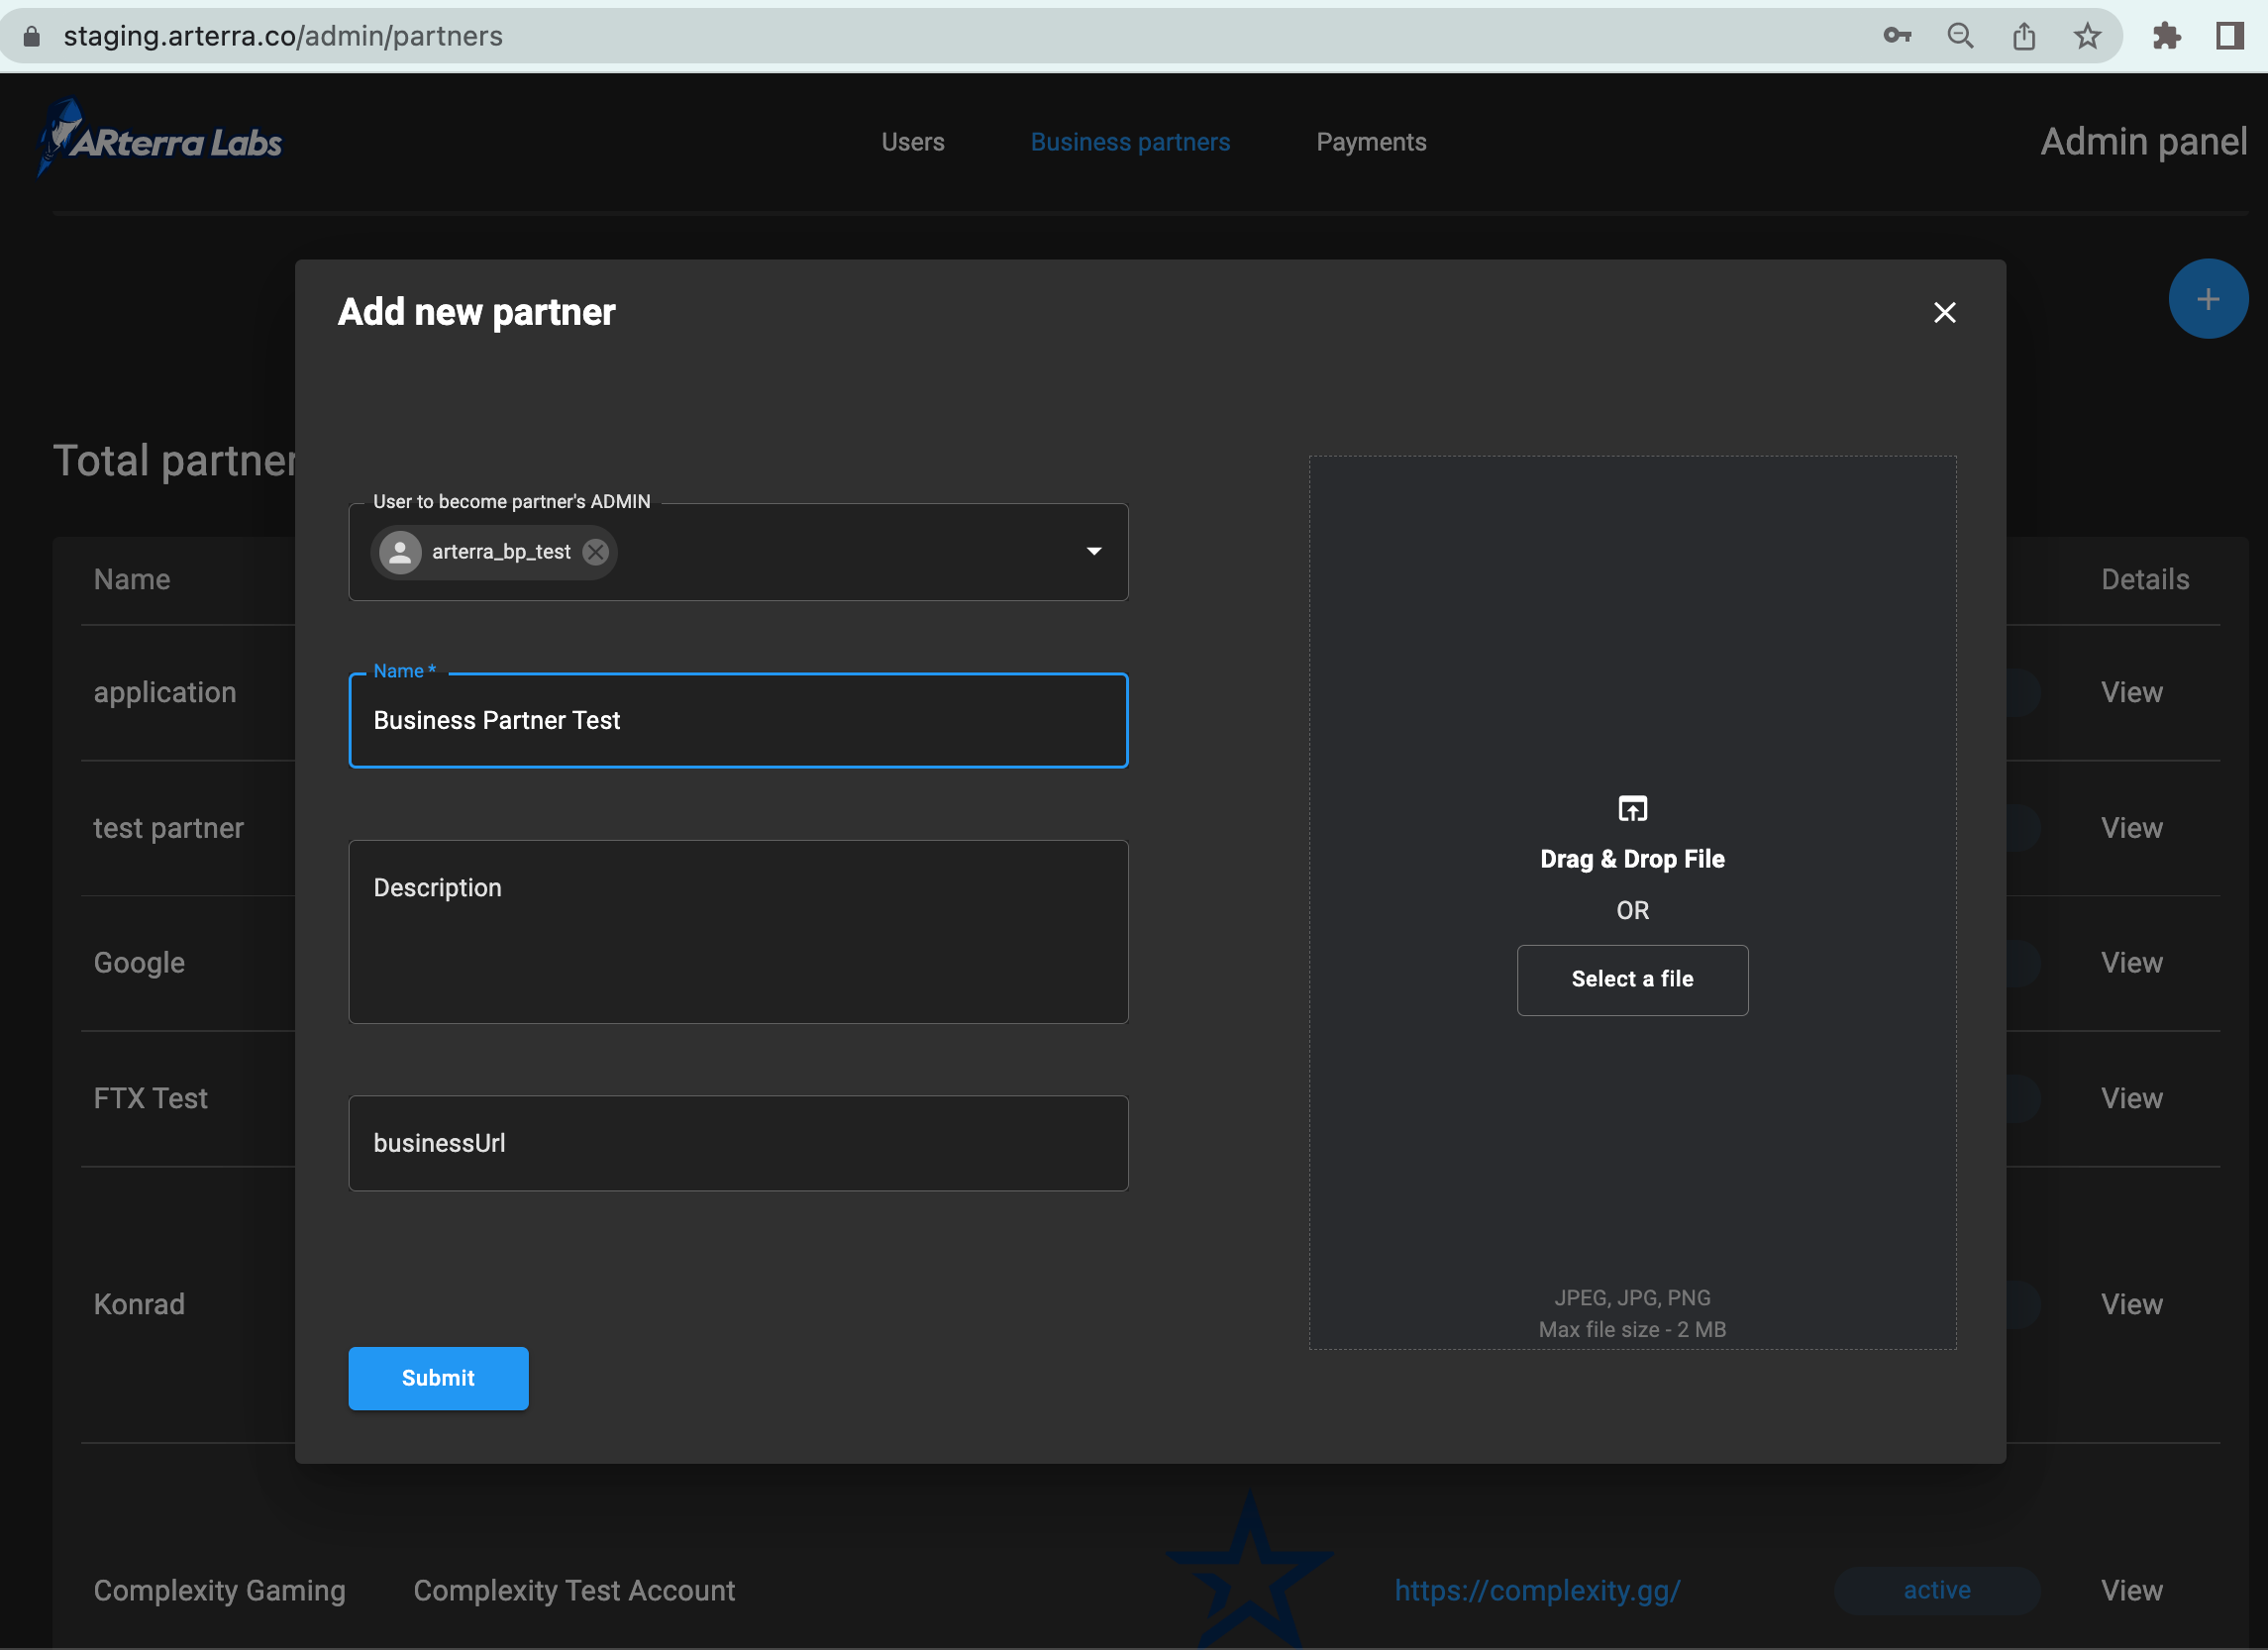 staging.arterra.co/admin/partners
ARterra Labs
Users
Business partners
Payments
Admin panel
Add new partner
Total partner
User to become partner's ADMIN
arterra_bp_test
Name *
Business Partner Test
Description
businessUrl
Submit
Drag & Drop File
OR
Select a file
JPEG, JPG, PNG
Max file size - 2 MB
Name
Details
application
View
test partner
View
Google
View
FTX Test
View
Konrad
View
Complexity Gaming
Complexity Test Account
https://complexity.gg/
active
View